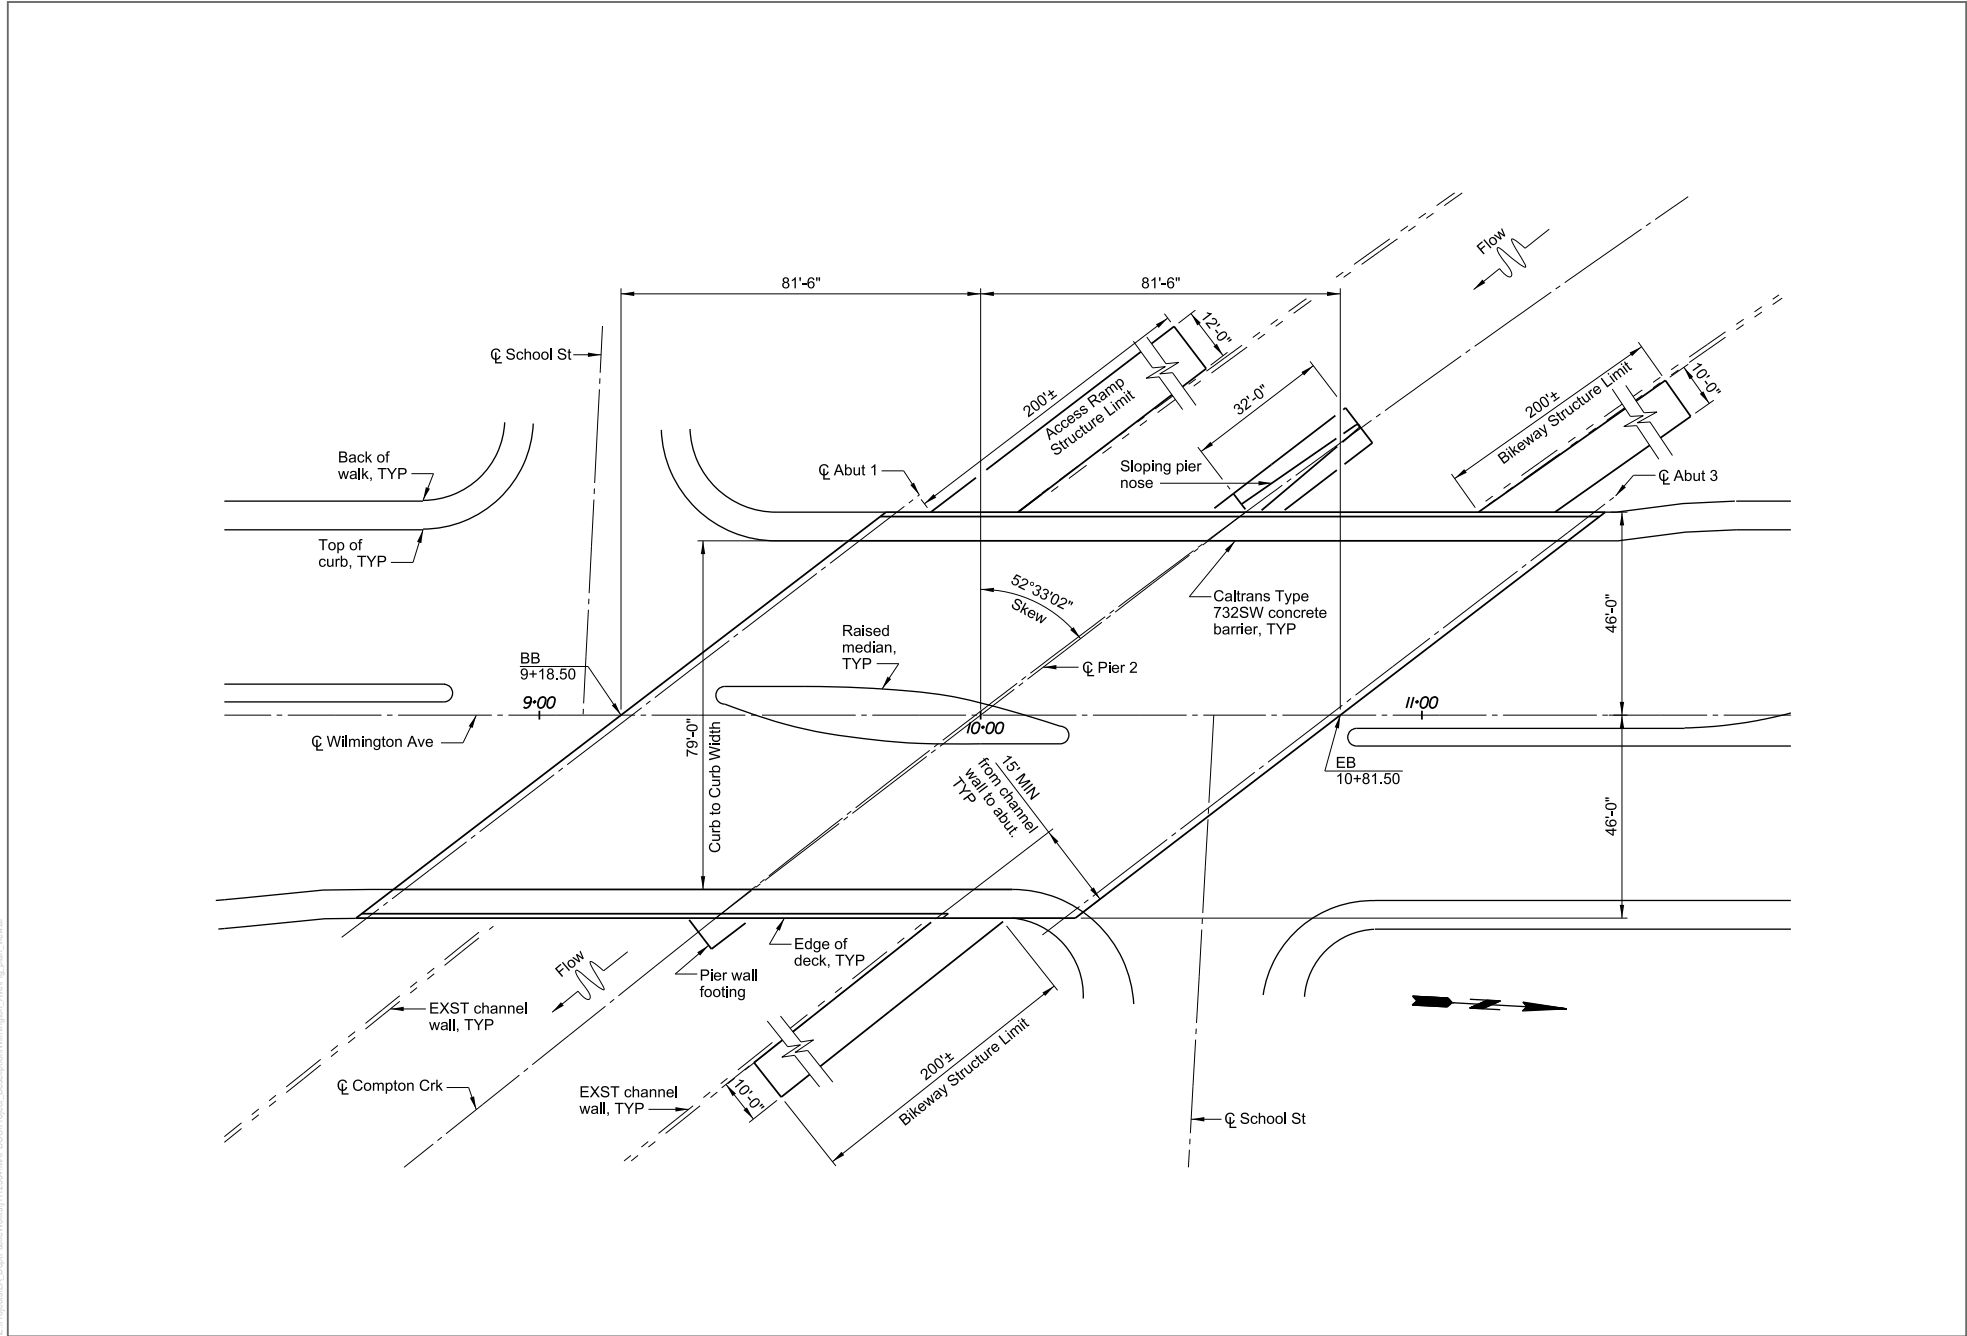 Flow
81'-6"
81'-6"
12'-0"
℄ School St
200'±
Access Ramp
Structure Limit
32'-0"
200'±
Bikeway Structure Limit
10'-0"
Back of
walk, TYP
℄ Abut 1
Sloping pier
nose
℄ Abut 3
Top of
curb, TYP
52°33'02"
Skew
Caltrans Type
732SW concrete
barrier, TYP
46'-0"
Raised
median,
TYP
BB
9+18.50
℄ Pier 2
9+00
10+00
11+00
℄ Wilmington Ave
79'-0"
Curb to Curb Width
15' MIN
from channel
wall to abut.
TYP
EB
10+81.50
46'-0"
Edge of
deck, TYP
Flow
Pier wall
footing
EXST channel
wall, TYP
200'±
Bikeway Structure Limit
℄ Compton Crk
EXST channel
wall, TYP
10'-0"
℄ School St